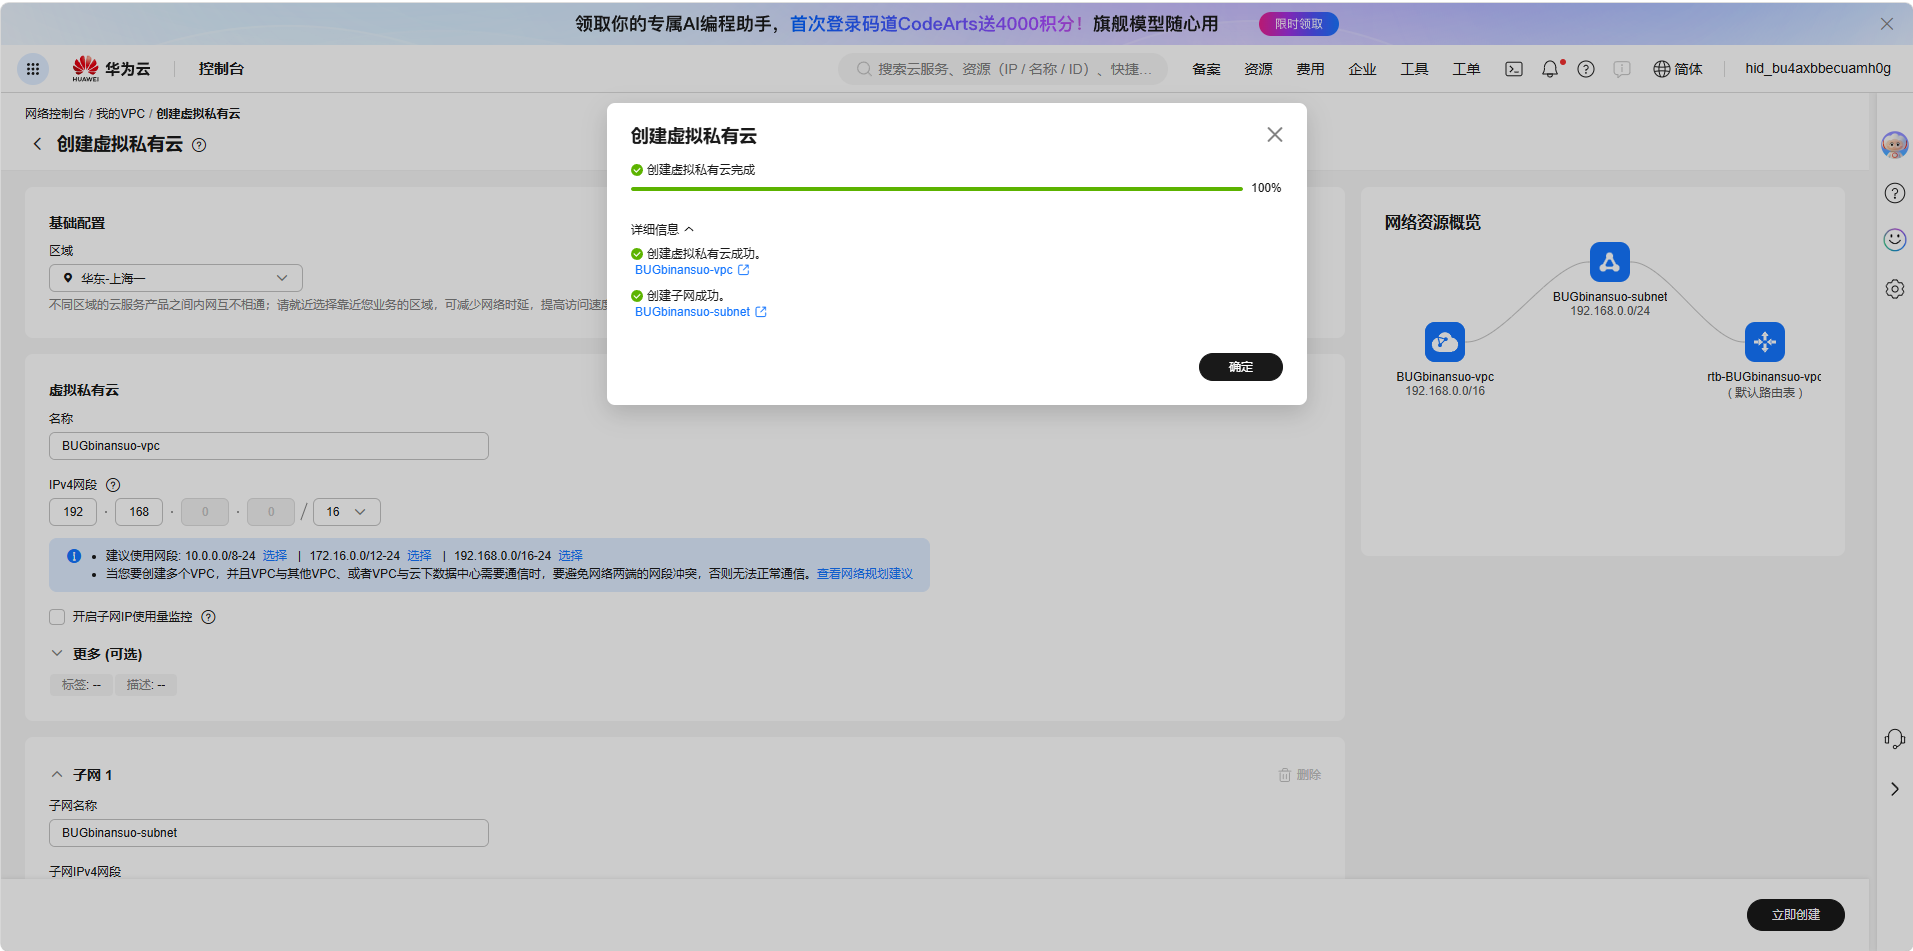 领取你的专属AI编程助手，首次登录码道CodeArts送4000积分！旗舰模型随心用 限时领取
HUAWEI 华为云 控制台 搜索云服务、资源（IP / 名称 / ID）、快捷... 备案 资源 费用 企业 工具 工单 简体 hid_bu4axbbecuamh0g
网络控制台 / 我的VPC / 创建虚拟私有云
创建虚拟私有云
创建虚拟私有云
创建虚拟私有云完成
100%
详细信息
创建虚拟私有云成功。
BUGbinansuo-vpc
创建子网成功。
BUGbinansuo-subnet
确定
基础配置
区域
华东-上海一
不同区域的云服务产品之间内网互不相通；请就近选择靠近您业务的区域，可减少网络时延，提高访问速度
虚拟私有云
名称
BUGbinansuo-vpc
IPv4网段
192 . 168 . 0 . 0 / 16
建议使用网段: 10.0.0.0/8-24 选择 | 172.16.0.0/12-24 选择 | 192.168.0.0/16-24 选择
当您要创建多个VPC，并且VPC与其他VPC、或者VPC与云下数据中心需要通信时，要避免网络两端的网段冲突，否则无法正常通信。查看网络规划建议
开启子网IP使用量监控
更多 (可选)
标签: -- 描述: --
子网 1
删除
子网名称
BUGbinansuo-subnet
子网IPv4网段
网络资源概览
BUGbinansuo-subnet
192.168.0.0/24
BUGbinansuo-vpc
192.168.0.0/16
rtb-BUGbinansuo-vpc
（默认路由表）
立即创建